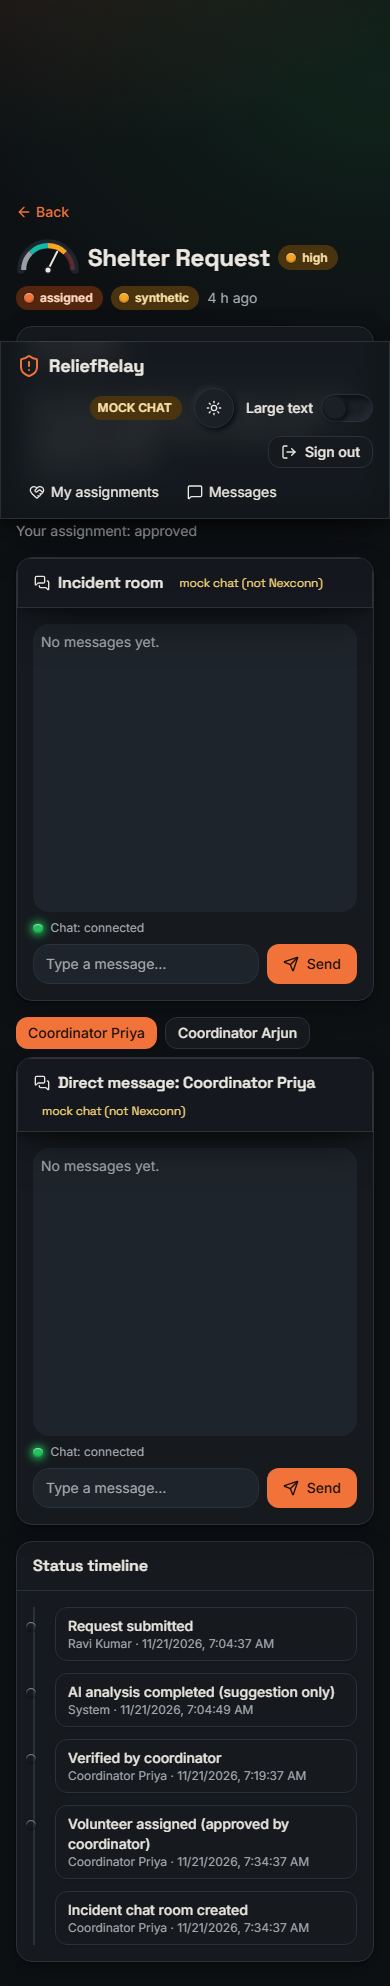 Back
Shelter Request high
assigned synthetic 4 h ago
ReliefRelay
MOCK CHAT Large text
Sign out
My assignments Messages
Your assignment: approved
Incident room mock chat (not Nexconn)
No messages yet.
Chat: connected
Type a message... Send
Coordinator Priya Coordinator Arjun
Direct message: Coordinator Priya
mock chat (not Nexconn)
No messages yet.
Chat: connected
Type a message... Send
Status timeline
Request submitted
Ravi Kumar · 11/21/2026, 7:04:37 AM
AI analysis completed (suggestion only)
System · 11/21/2026, 7:04:49 AM
Verified by coordinator
Coordinator Priya · 11/21/2026, 7:19:37 AM
Volunteer assigned (approved by
coordinator)
Coordinator Priya · 11/21/2026, 7:34:37 AM
Incident chat room created
Coordinator Priya · 11/21/2026, 7:34:37 AM